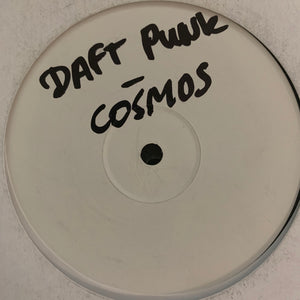 DAFT PUNK
-
COSMOS